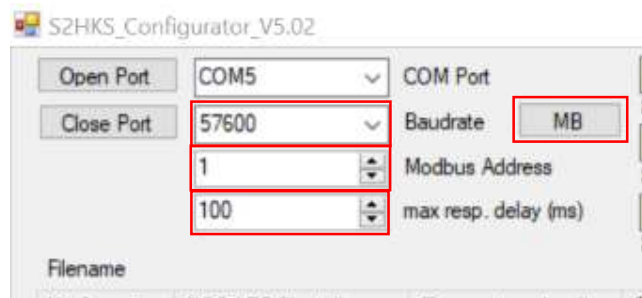 S2HKS_Configurator_V5.02
Open Port COM5 COM Port
Close Port 57600 Baudrate MB
1 Modbus Address
100 max resp. delay (ms)
Filename